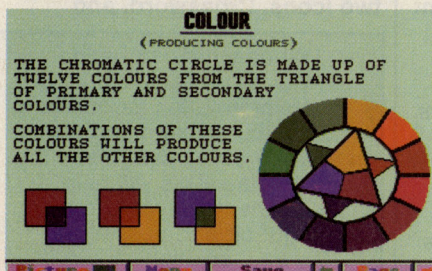 COLOUR
(PRODUCING COLOURS)
THE CHROMATIC CIRCLE IS MADE UP OF
TWELVE COLOURS FROM THE TRIANGLE
OF PRIMARY AND SECONDARY
COLOURS.
COMBINATIONS OF THESE
COLOURS WILL PRODUCE
ALL THE OTHER COLOURS.